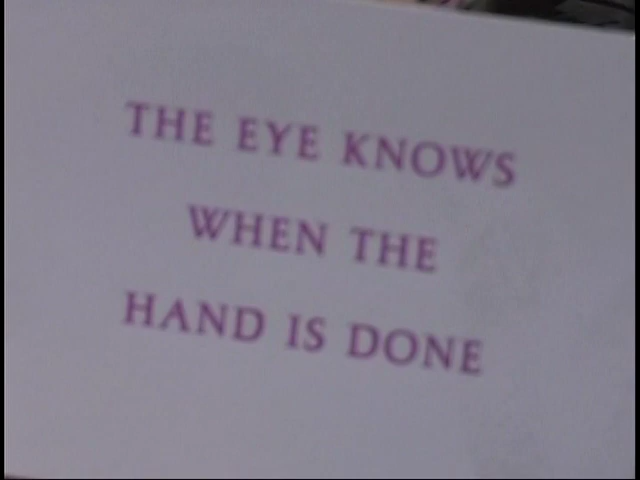 THE EYE KNOWS
WHEN THE
HAND IS DONE